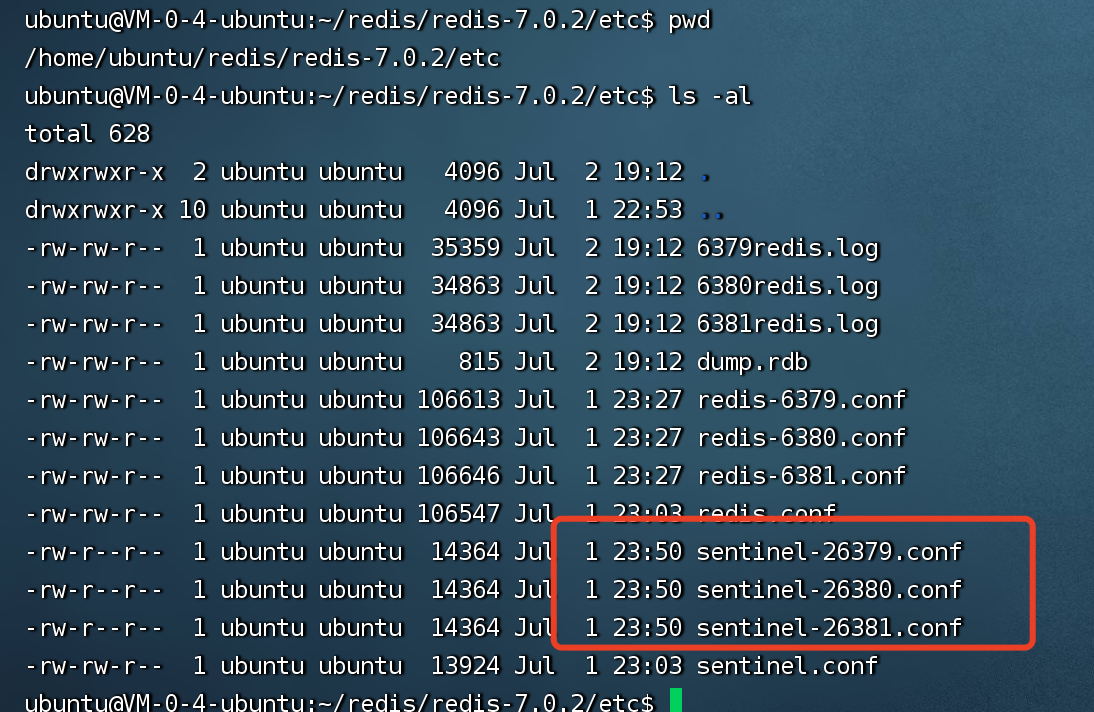 ubuntu@VM-0-4-ubuntu:~/redis/redis-7.0.2/etc$ pwd
/home/ubuntu/redis/redis-7.0.2/etc
ubuntu@VM-0-4-ubuntu:~/redis/redis-7.0.2/etc$ ls -al
total 628
drwxrwxr-x  2 ubuntu ubuntu   4096 Jul  2 19:12 .
drwxrwxr-x 10 ubuntu ubuntu   4096 Jul  1 22:53 ..
-rw-rw-r--  1 ubuntu ubuntu  35359 Jul  2 19:12 6379redis.log
-rw-rw-r--  1 ubuntu ubuntu  34863 Jul  2 19:12 6380redis.log
-rw-rw-r--  1 ubuntu ubuntu  34863 Jul  2 19:12 6381redis.log
-rw-rw-r--  1 ubuntu ubuntu    815 Jul  2 19:12 dump.rdb
-rw-rw-r--  1 ubuntu ubuntu 106613 Jul  1 23:27 redis-6379.conf
-rw-rw-r--  1 ubuntu ubuntu 106643 Jul  1 23:27 redis-6380.conf
-rw-rw-r--  1 ubuntu ubuntu 106646 Jul  1 23:27 redis-6381.conf
-rw-rw-r--  1 ubuntu ubuntu 106547 Jul  1 23:03 redis.conf
-rw-r--r--  1 ubuntu ubuntu  14364 Jul  1 23:50 sentinel-26379.conf
-rw-r--r--  1 ubuntu ubuntu  14364 Jul  1 23:50 sentinel-26380.conf
-rw-r--r--  1 ubuntu ubuntu  14364 Jul  1 23:50 sentinel-26381.conf
-rw-rw-r--  1 ubuntu ubuntu  13924 Jul  1 23:03 sentinel.conf
ubuntu@VM-0-4-ubuntu:~/redis/redis-7.0.2/etc$